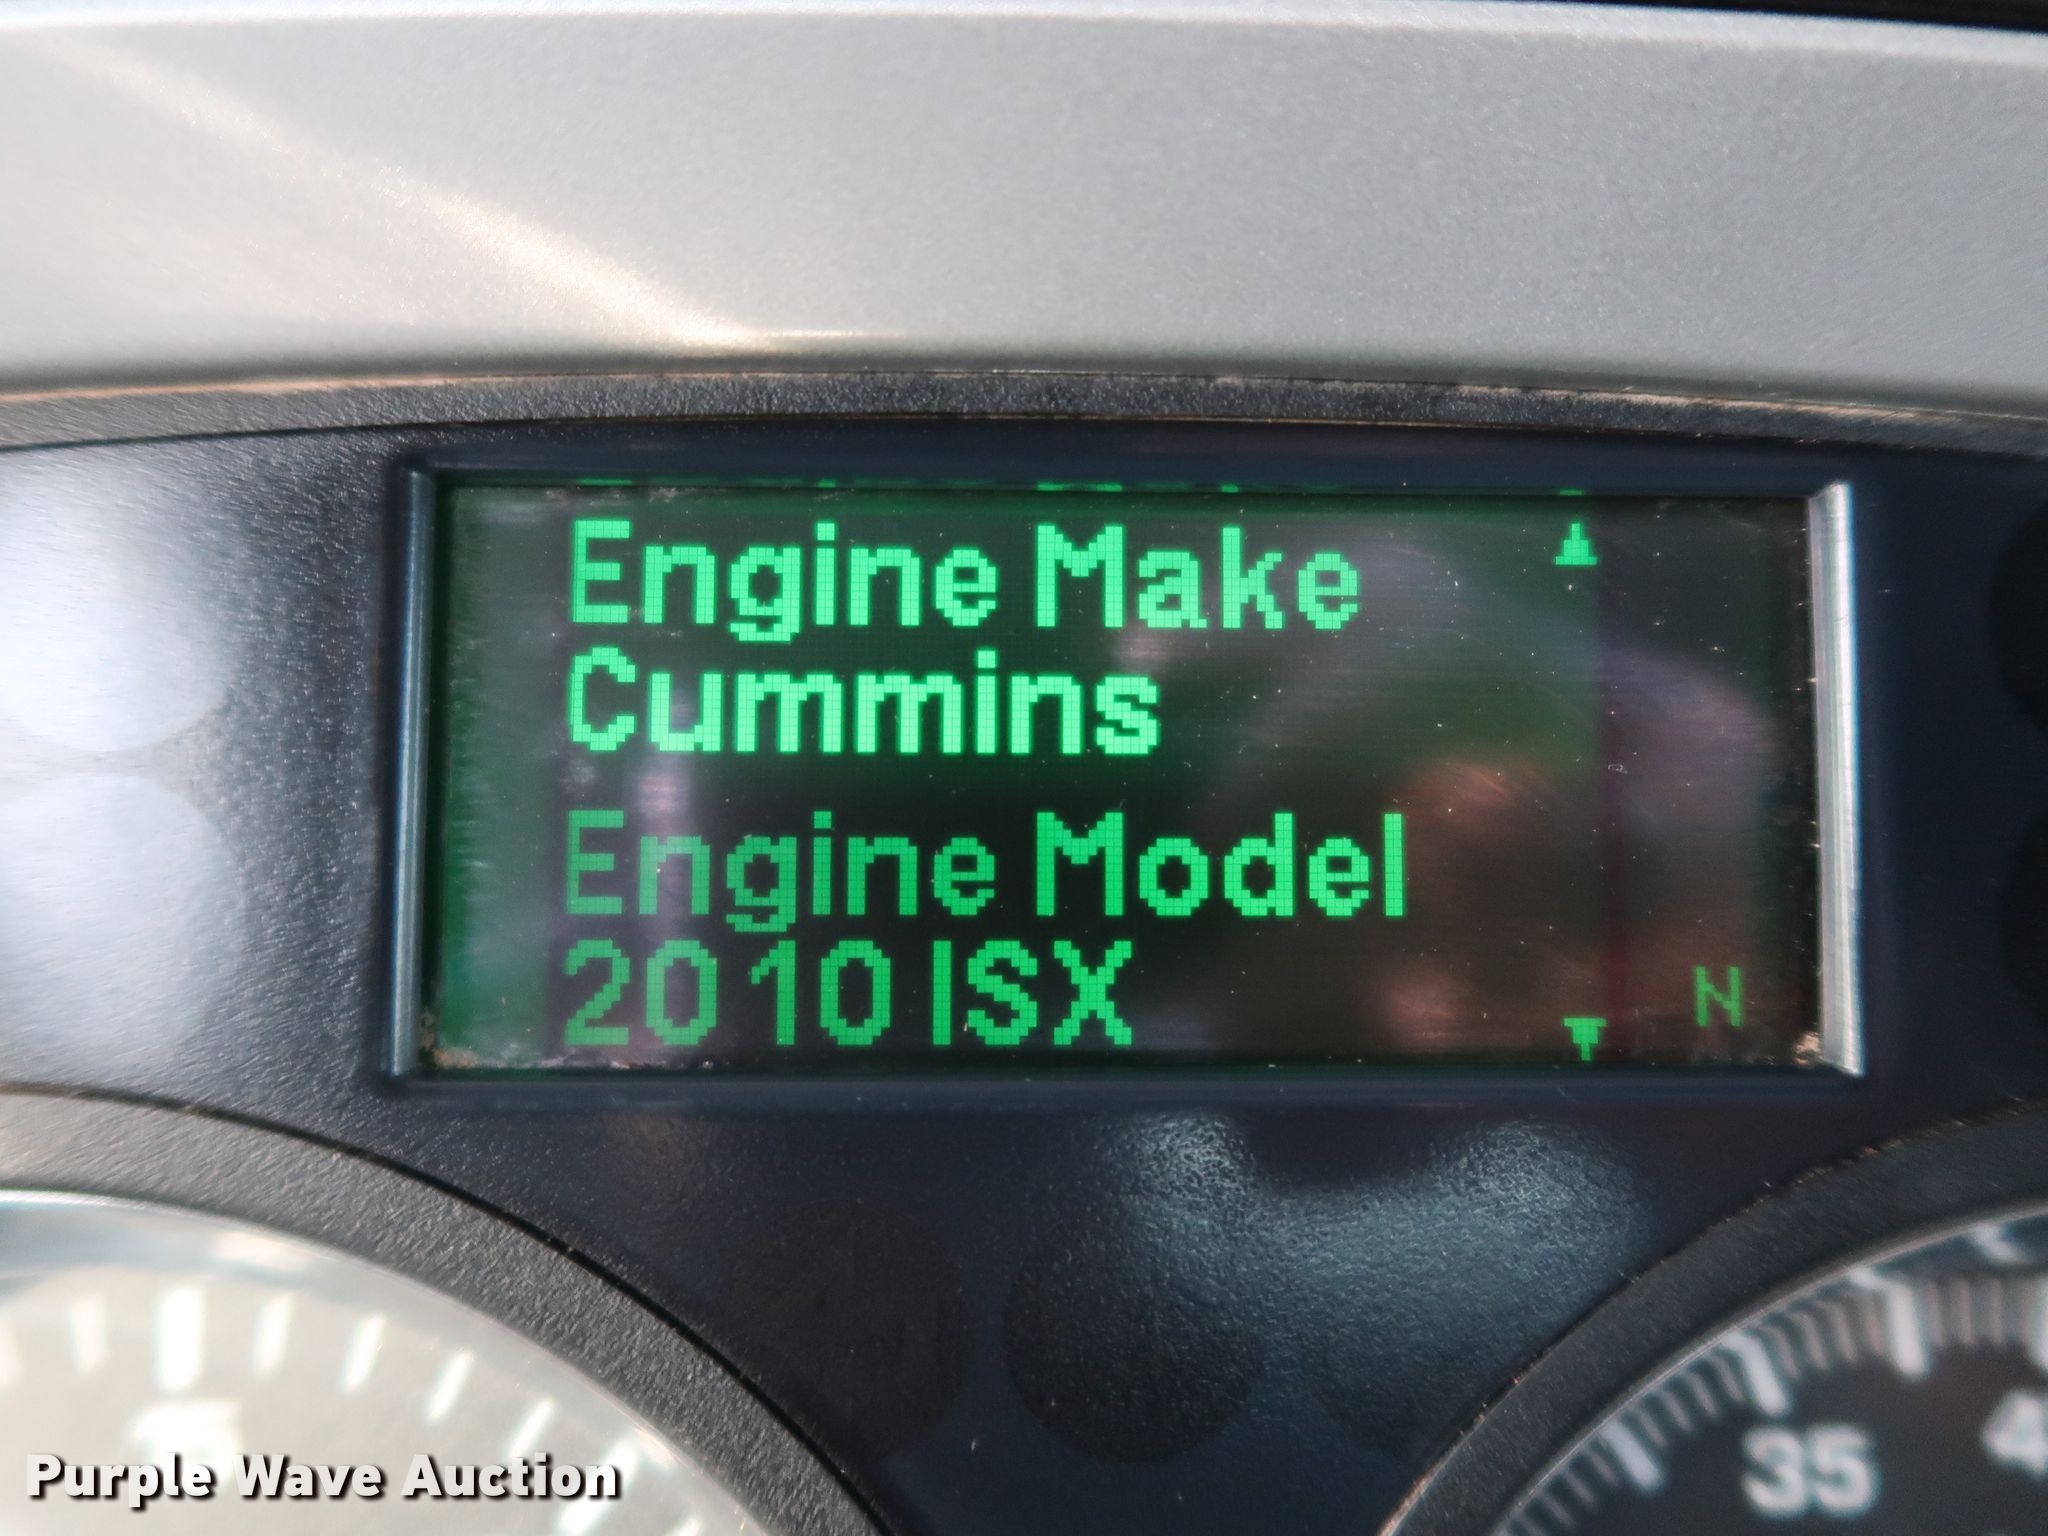 Engine Make
Cummins
Engine Model
2010 ISX
N
35
Purple Wave Auction